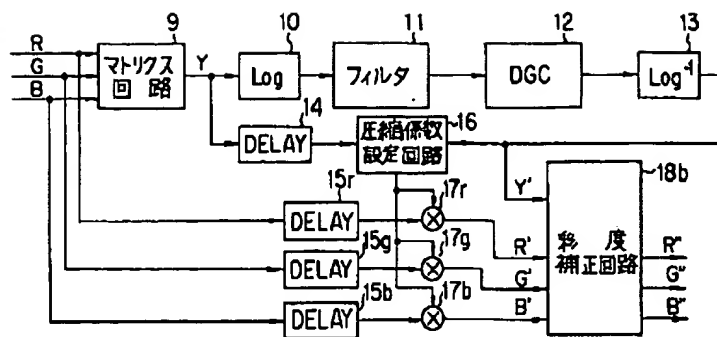 9
10
11
12
13
R
G
B
マトリクス
回路
Y
Log
フィルタ
DGC
Log⁻¹
14
DELAY
圧縮係数
設定回路
16
18b
15r
DELAY
17r
Y'
R'
15g
DELAY
17g
G'
15b
DELAY
17b
B'
彩度
補正回路
R"
G"
B"